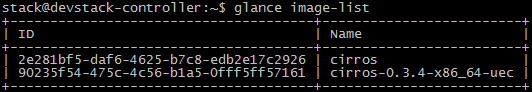 stack@devstack-controller:~$ glance image-list
+--------------------------------------+--------------------------+
| ID                                   | Name                     |
+--------------------------------------+--------------------------+
| 2e281bf5-daf6-4625-b7c8-edb2e17c2926 | cirros                   |
| 90235f54-475c-4c56-b1a5-0fff5ff57161 | cirros-0.3.4-x86_64-uec |
+--------------------------------------+--------------------------+